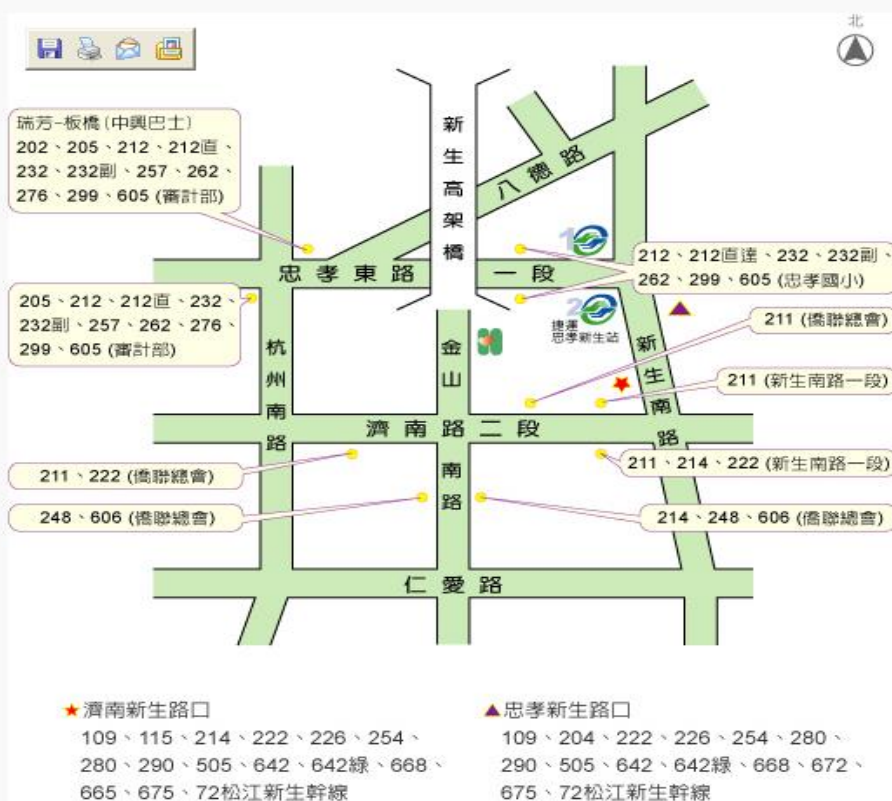 北
瑞芳-板橋(中興巴士)
202、205、212、212直、
232、232副、257、262、
276、299、605 (審計部)
新生高架橋
八德路
1
忠孝東路一段
212、212直達、232、232副、
262、299、605 (忠孝國小)
205、212、212直、232、
232副、257、262、276、
299、605 (審計部)
2
捷運
忠孝新生站
211 (僑聯總會)
杭州南路
金山南路
新生南路
211 (新生南路一段)
濟南路二段
211、222 (僑聯總會)
211、214、222 (新生南路一段)
248、606 (僑聯總會)
214、248、606 (僑聯總會)
仁愛路
濟南新生路口
109、115、214、222、226、254、
280、290、505、642、642綠、668、
665、675、72松江新生幹線
忠孝新生路口
109、204、222、226、254、280、
290、505、642、642綠、668、672、
675、72松江新生幹線